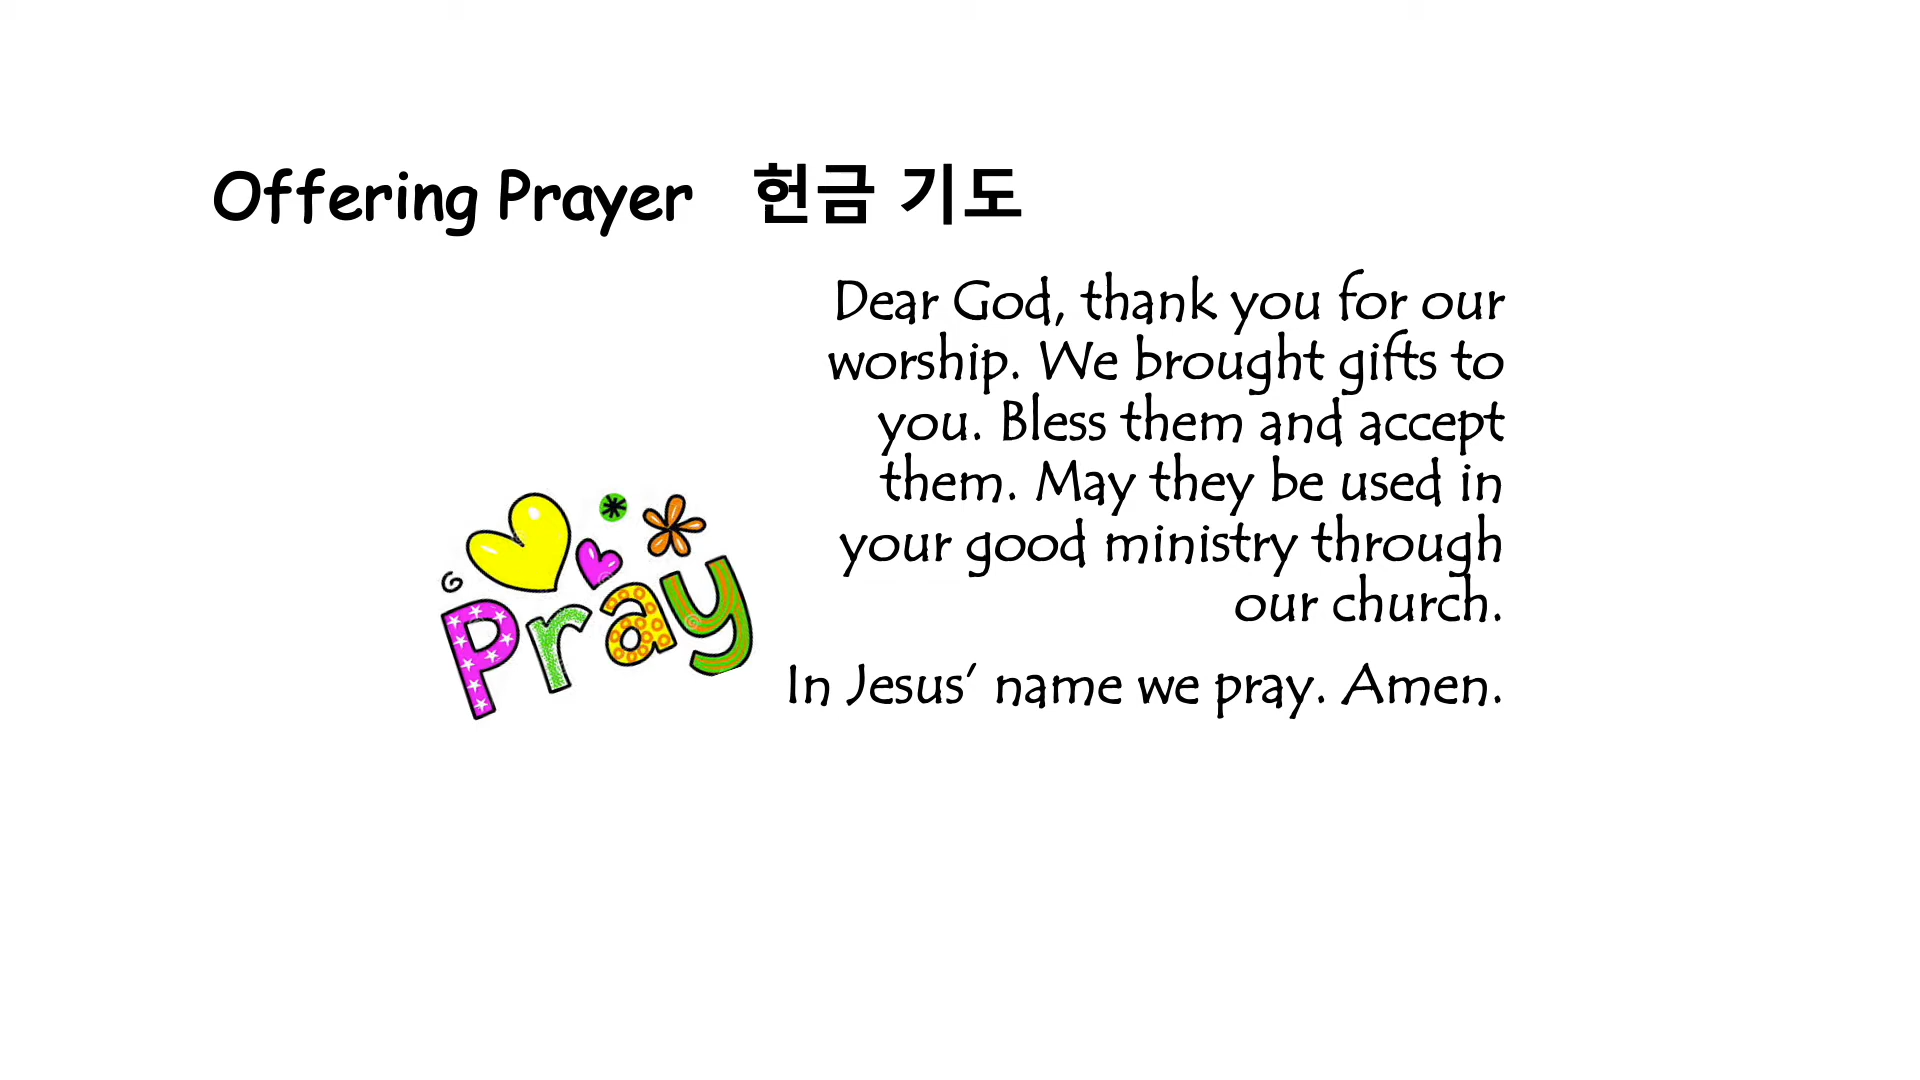 Offering Prayer 헌금 기도
Dear God, thank you for our
worship. We brought gifts to
you. Bless them and accept
them. May they be used in
your good ministry through
our church.
In Jesus’ name we pray. Amen.
Pray